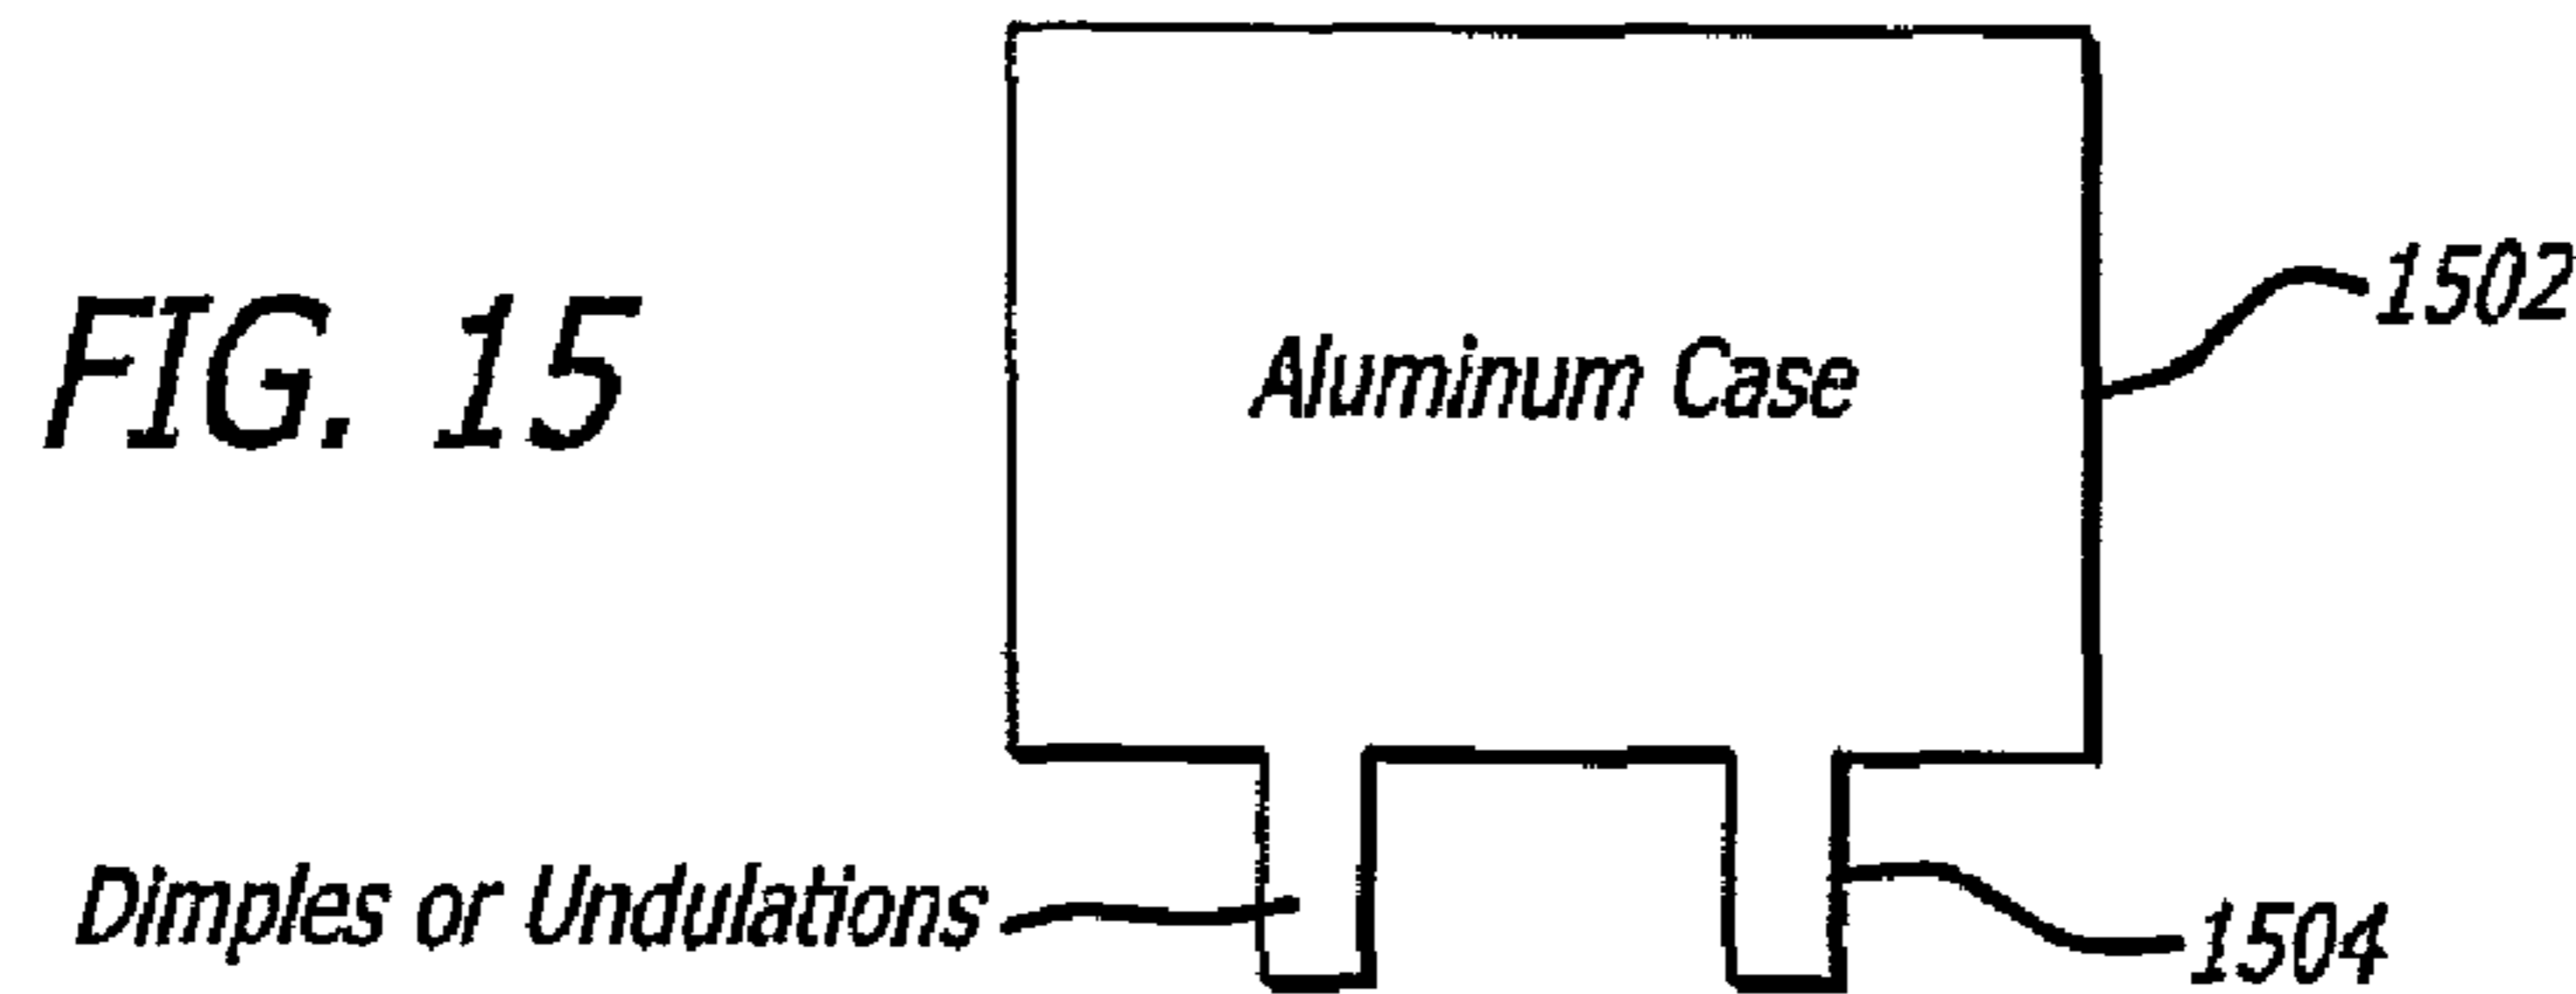 FIG. 15
Aluminum Case
1502
Dimples or Undulations
1504